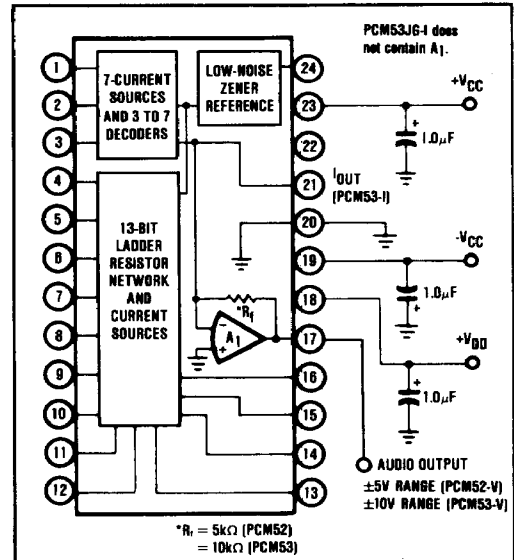 PCM53JG-I does
not contain A1.
1
2
3
4
5
6
7
8
9
10
11
12
7-CURRENT
SOURCES
AND 3 TO 7
DECODERS
LOW-NOISE
ZENER
REFERENCE
13-BIT
LADDER
RESISTOR
NETWORK
AND
CURRENT
SOURCES
*Rf
-
+
A1
24
23
22
21
20
19
18
17
16
15
14
13
+VCC
+
1.0µF
IOUT
(PCM53-I)
-VCC
1.0µF
+
+VDD
+
1.0µF
AUDIO OUTPUT
±5V RANGE (PCM52-V)
±10V RANGE (PCM53-V)
*Rf = 5kΩ (PCM52)
= 10kΩ (PCM53)